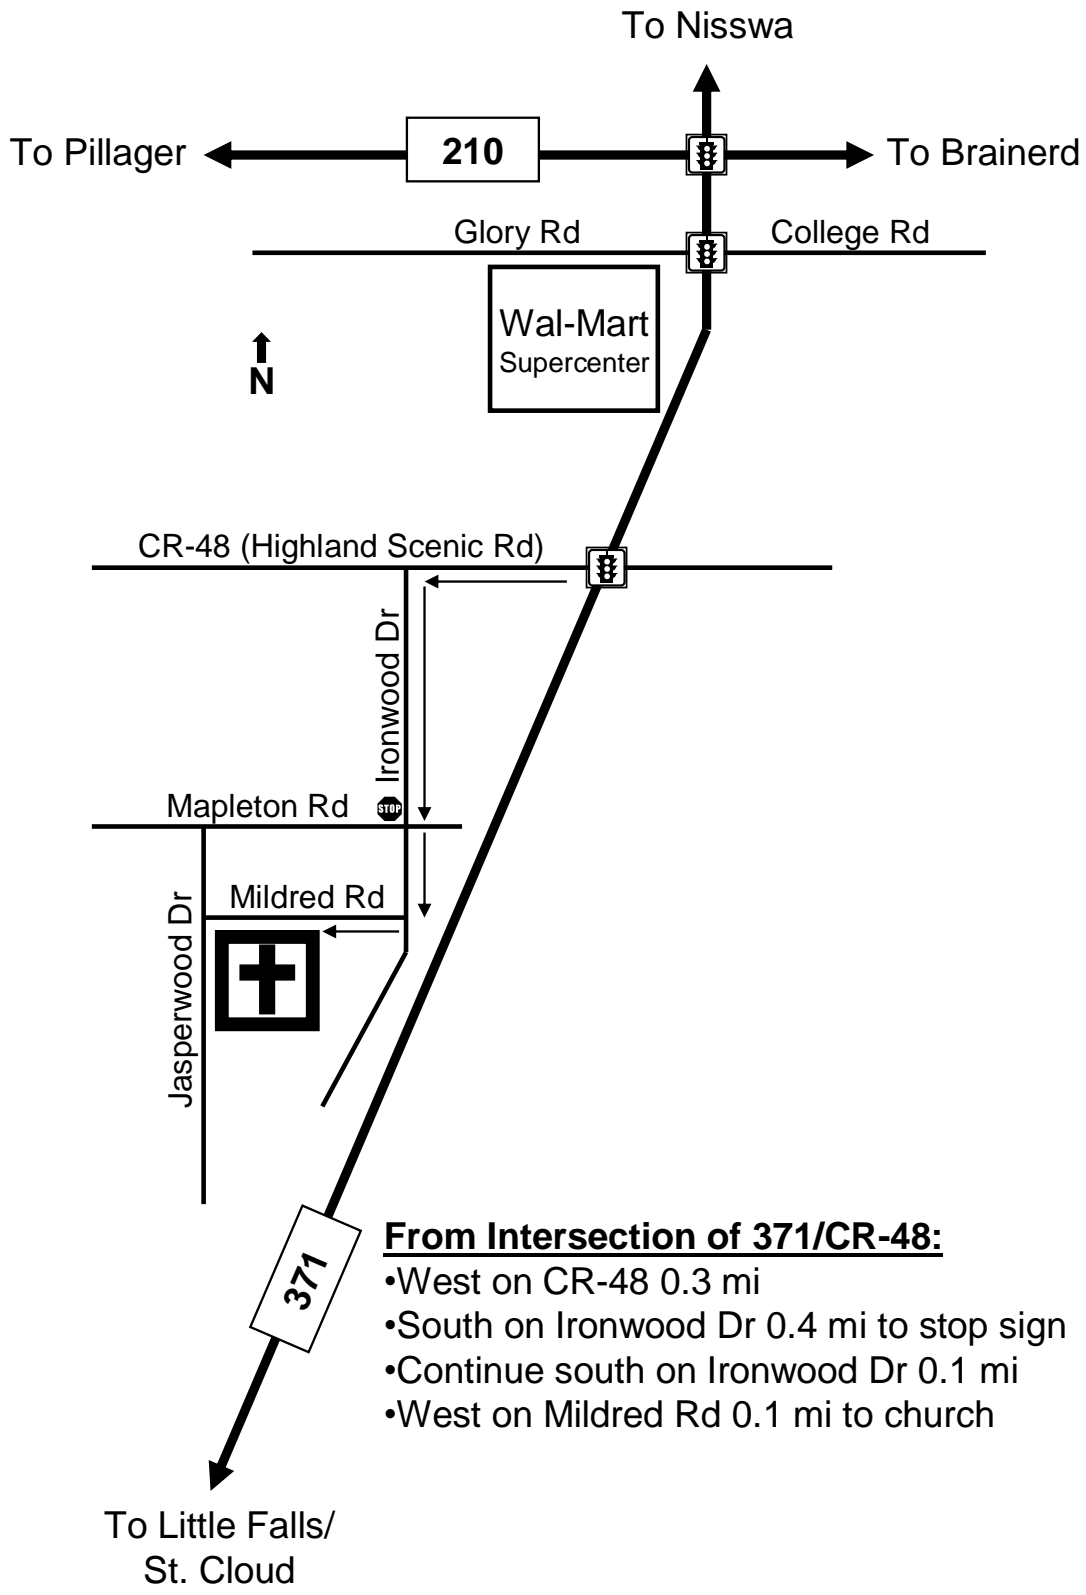 To Nisswa
To Pillager
210
To Brainerd
Glory Rd
College Rd
Wal-Mart
Supercenter
N
CR-48 (Highland Scenic Rd)
Ironwood Dr
Mapleton Rd
STOP
Mildred Rd
Jasperwood Dr
371
From Intersection of 371/CR-48:
•West on CR-48 0.3 mi
•South on Ironwood Dr 0.4 mi to stop sign
•Continue south on Ironwood Dr 0.1 mi
•West on Mildred Rd 0.1 mi to church
To Little Falls/
St. Cloud